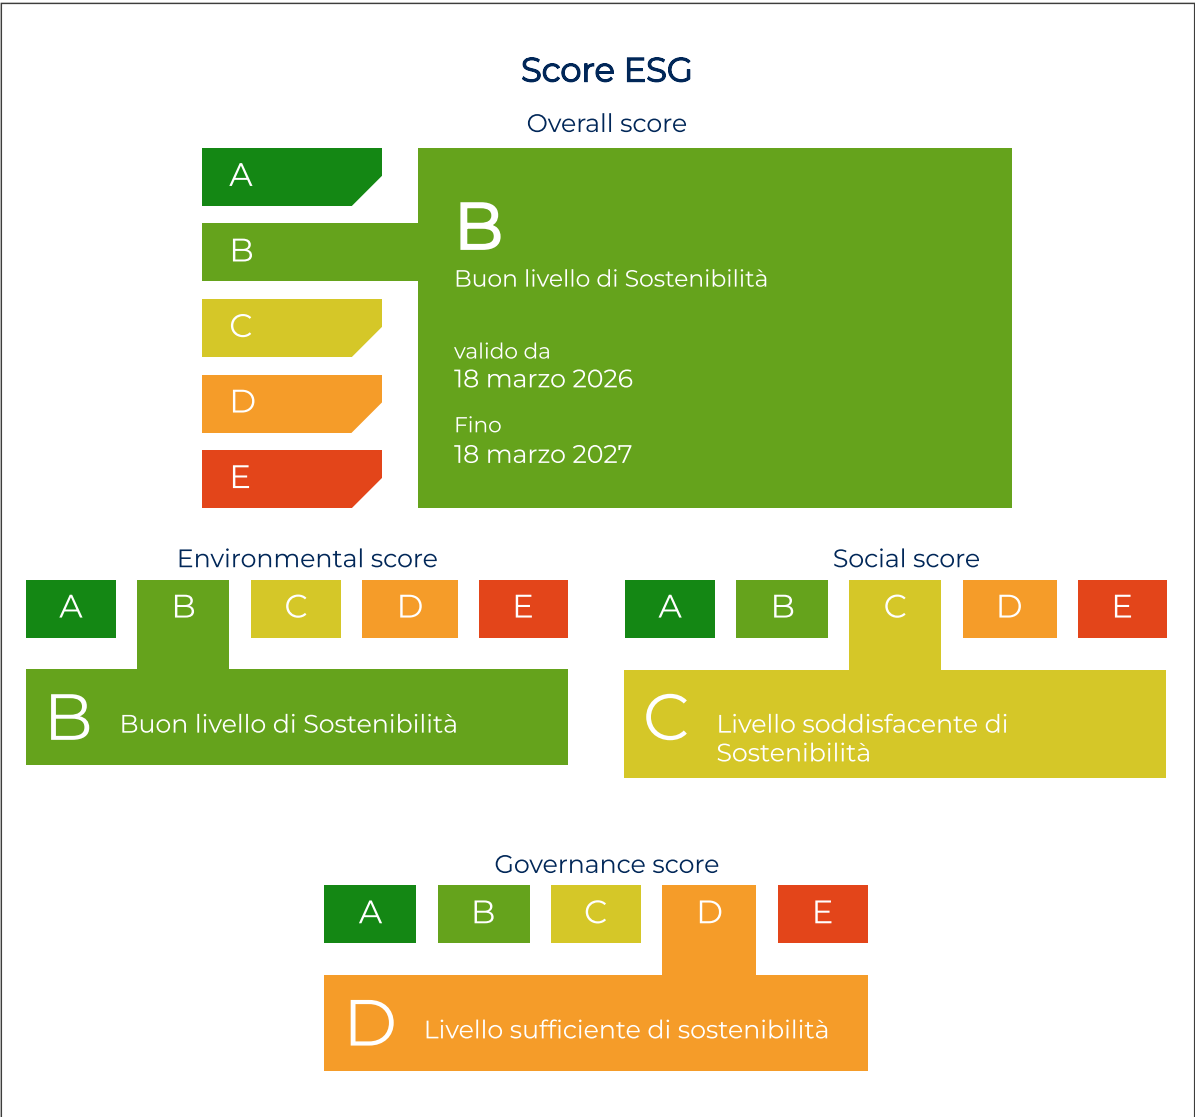 Score ESG
Overall score
A
B
C
D
E
B
Buon livello di Sostenibilità
valido da
18 marzo 2026
Fino
18 marzo 2027
Environmental score
A B C D E
B Buon livello di Sostenibilità
Social score
A B C D E
C Livello soddisfacente di
Sostenibilità
Governance score
A B C D E
D Livello sufficiente di sostenibilità